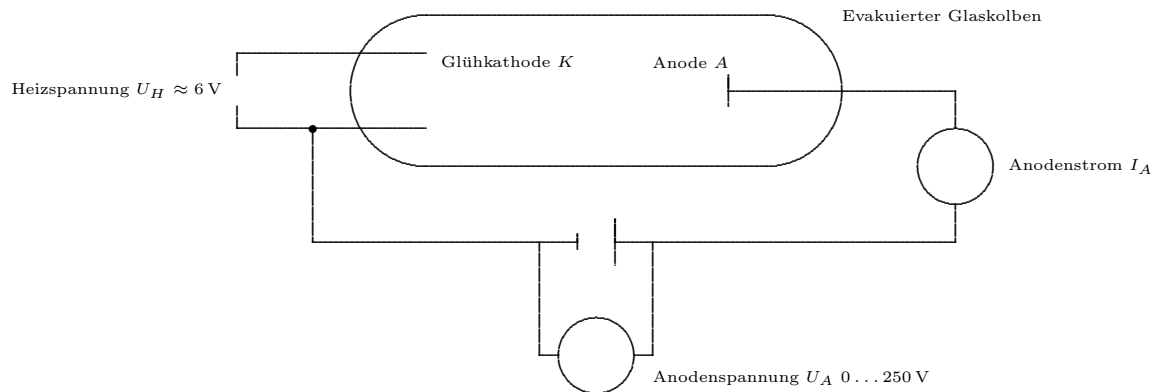 Evakuierter Glaskolben
Glühkathode K
Anode A
Heizspannung U_H ≈ 6 V
Anodenstrom I_A
Anodenspannung U_A 0 . . . 250 V